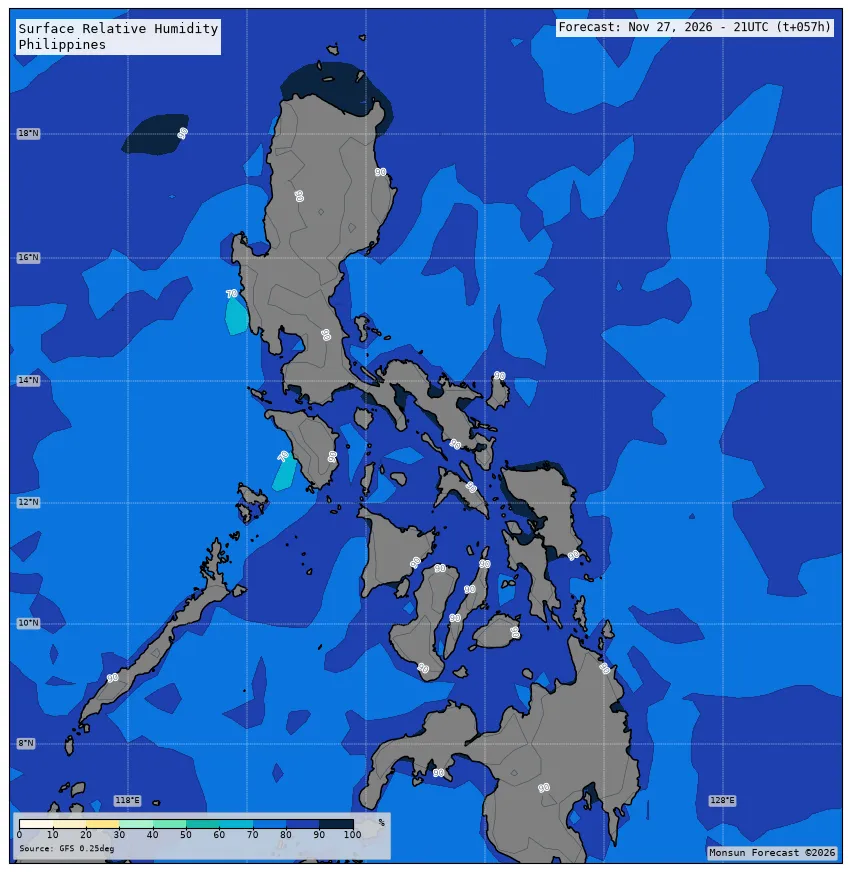 Surface Relative Humidity
Philippines
Forecast: Nov 27, 2026 - 21UTC (t+057h)
90
18°N
90
90
16°N
70
90
14°N
90
90
70
90
90
12°N
90
90
90
90
90
90
10°N
90
90
90
90
8°N
90
90
118°E
128°E
%
0 10 20 30 40 50 60 70 80 90 100
Source: GFS 0.25deg
Monsun Forecast ©2026